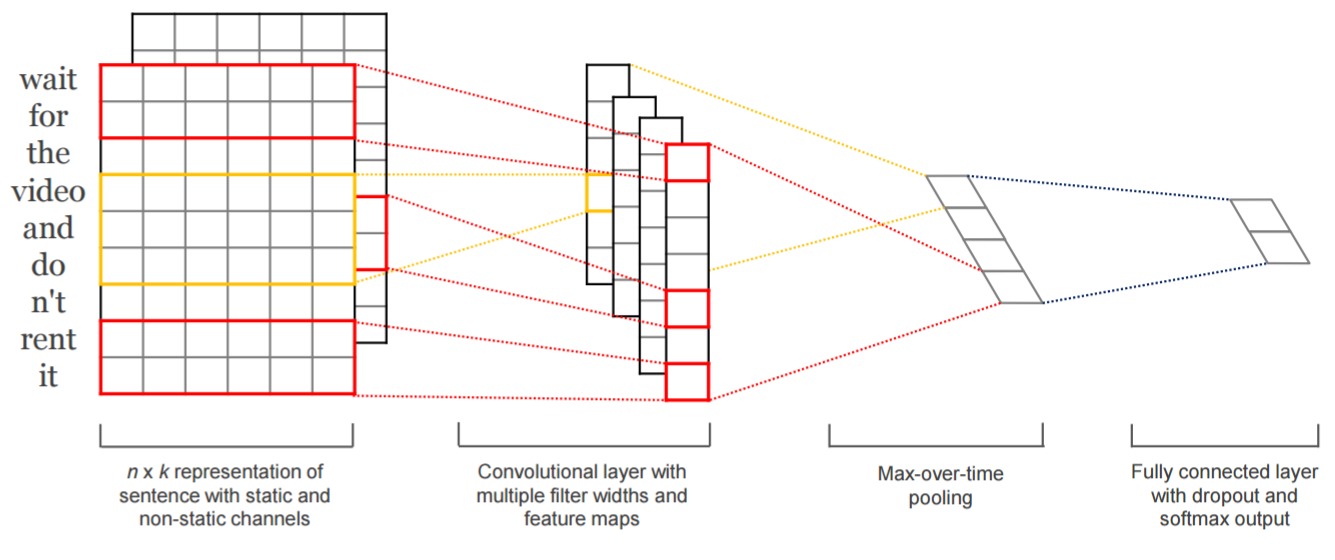 wait
for
the
video
and
do
n't
rent
it
n x k representation of
sentence with static and
non-static channels
Convolutional layer with
multiple filter widths and
feature maps
Max-over-time
pooling
Fully connected layer
with dropout and
softmax output